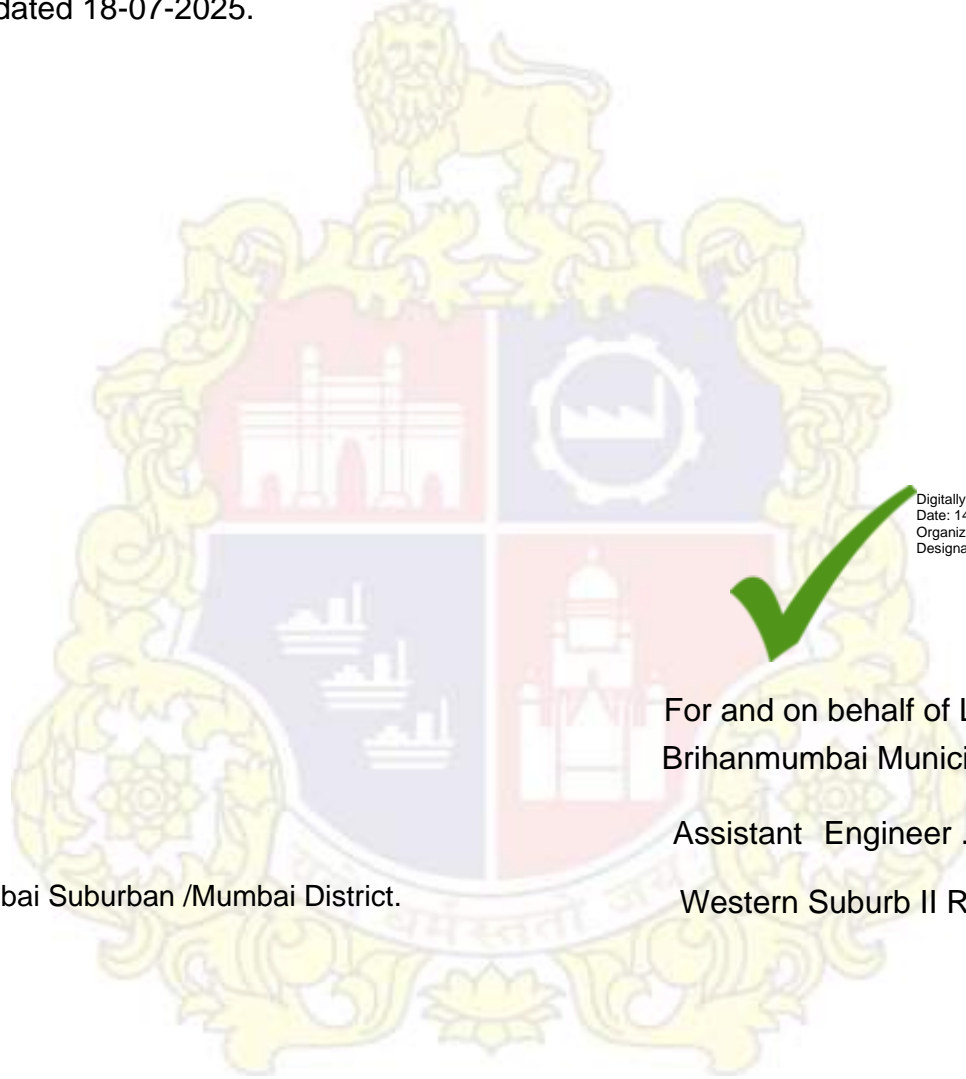 dated 18-07-2025.
Digitally
Date: 14
Organiz
Designa
For and on behalf of L
Brihanmumbai Munici
Assistant Engineer .
bai Suburban /Mumbai District.
Western Suburb II R